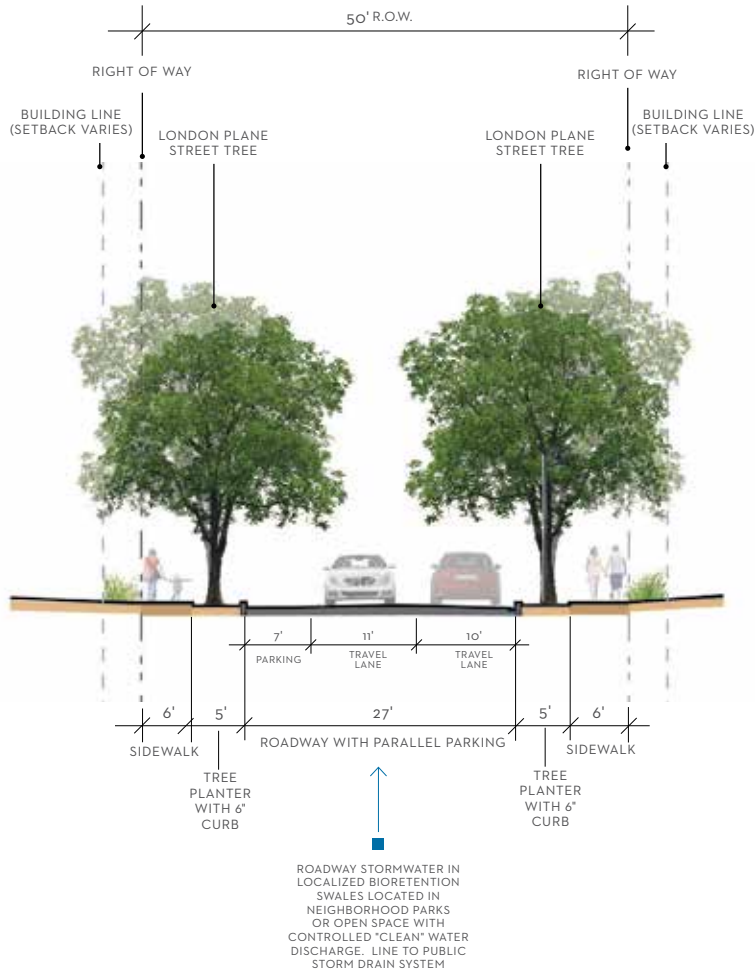 50' R.O.W.
RIGHT OF WAY
RIGHT OF WAY
BUILDING LINE
(SETBACK VARIES)
LONDON PLANE
STREET TREE
LONDON PLANE
STREET TREE
BUILDING LINE
(SETBACK VARIES)
7'
11'
10'
PARKING
TRAVEL
LANE
TRAVEL
LANE
6'
5'
27'
5'
6'
SIDEWALK
ROADWAY WITH PARALLEL PARKING
SIDEWALK
TREE
PLANTER
WITH 6"
CURB
TREE
PLANTER
WITH 6"
CURB
ROADWAY STORMWATER IN
LOCALIZED BIORETENTION
SWALES LOCATED IN
NEIGHBORHOOD PARKS
OR OPEN SPACE WITH
CONTROLLED "CLEAN" WATER
DISCHARGE. LINE TO PUBLIC
STORM DRAIN SYSTEM